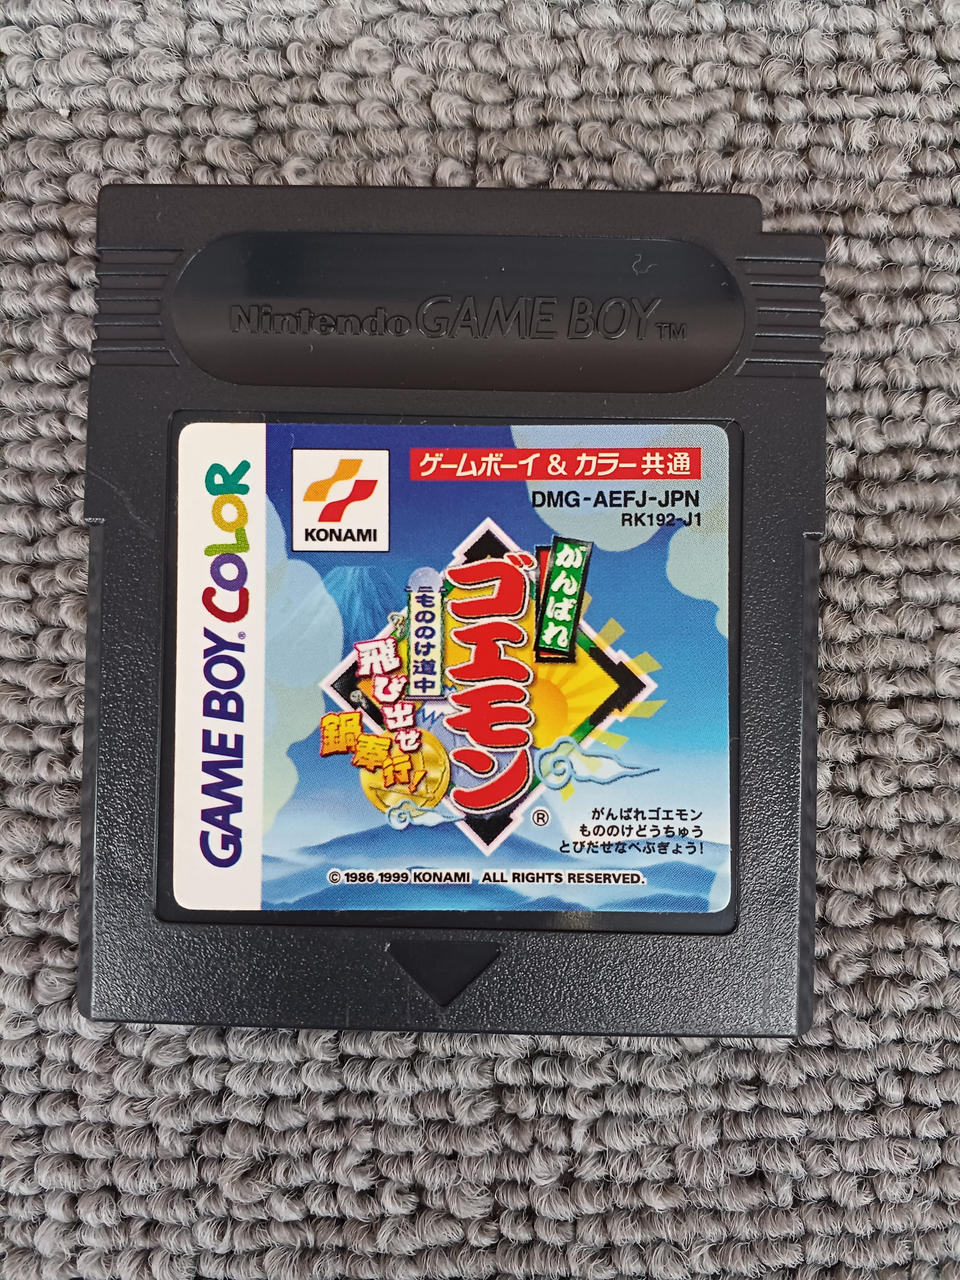 Nintendo GAME BOY TM
GAME BOY® COLOR
KONAMI
ゲームボーイ & カラー共通
DMG-AEFJ-JPN
RK192-J1
がんばれ
ゴエモン
もののけ道中
飛び出せ
鍋奉行!
®
がんばれゴエモン
もののけどうちゅう
とびだせなべぶぎょう!
© 1986 1999 KONAMI ALL RIGHTS RESERVED.